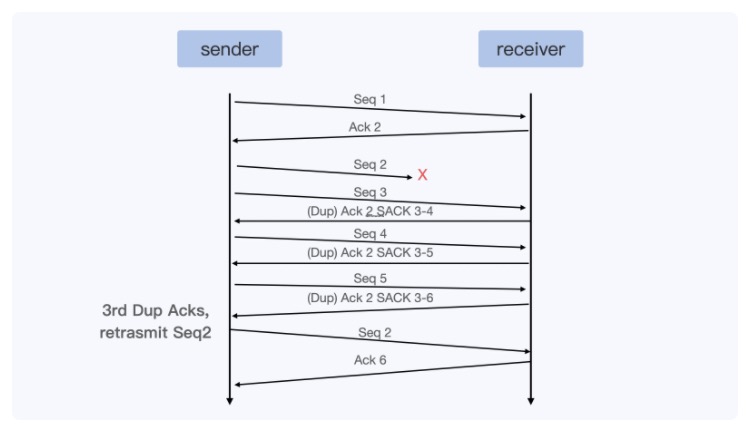 sender
receiver
Seq 1
Ack 2
Seq 2
X
Seq 3
(Dup) Ack 2 SACK 3-4
Seq 4
(Dup) Ack 2 SACK 3-5
Seq 5
(Dup) Ack 2 SACK 3-6
3rd Dup Acks,
retrasmit Seq2
Seq 2
Ack 6